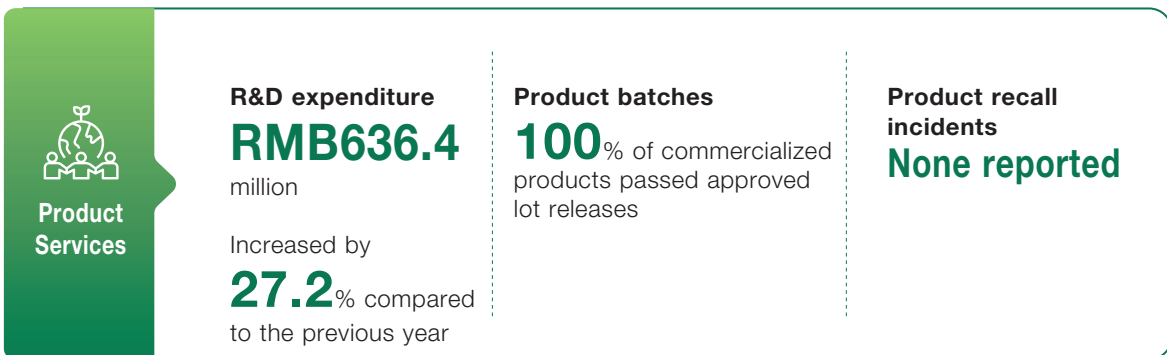 Product
Services
R&D expenditure
RMB636.4
million
Increased by
27.2% compared
to the previous year
Product batches
100% of commercialized
products passed approved
lot releases
Product recall
incidents
None reported